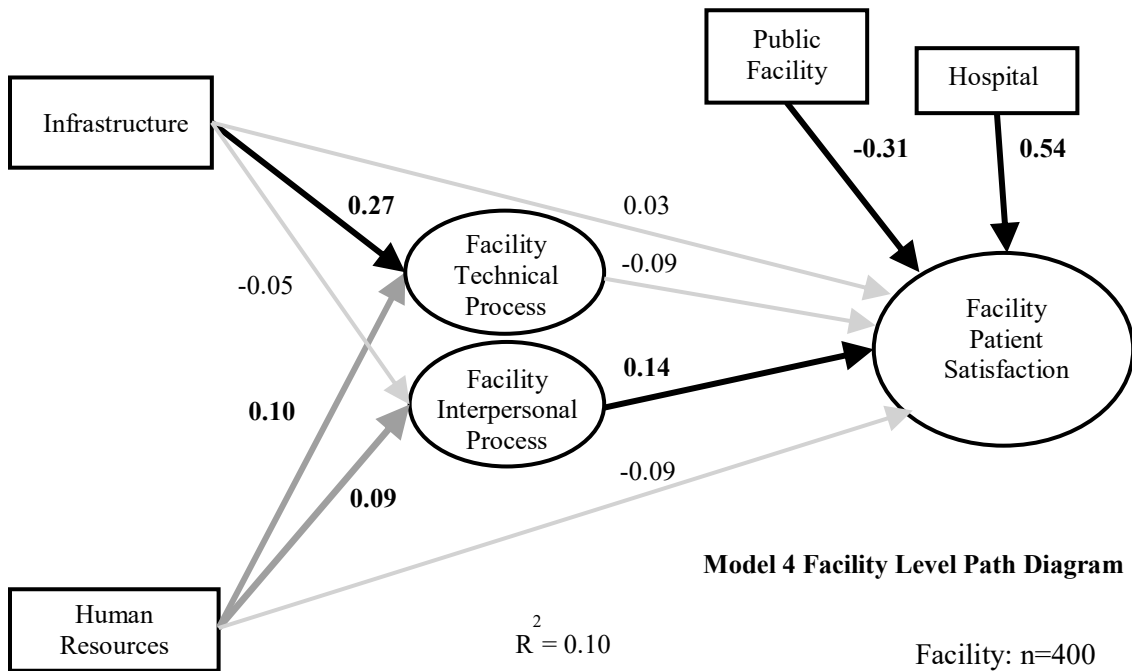 Public
Facility
Hospital
Infrastructure
-0.31
0.54
0.27
0.03
Facility
Technical
Process
-0.09
-0.05
Facility
Patient
Satisfaction
Facility
Interpersonal
Process
0.14
0.10
0.09
-0.09
Model 4 Facility Level Path Diagram
Human
Resources
R² = 0.10
Facility: n=400